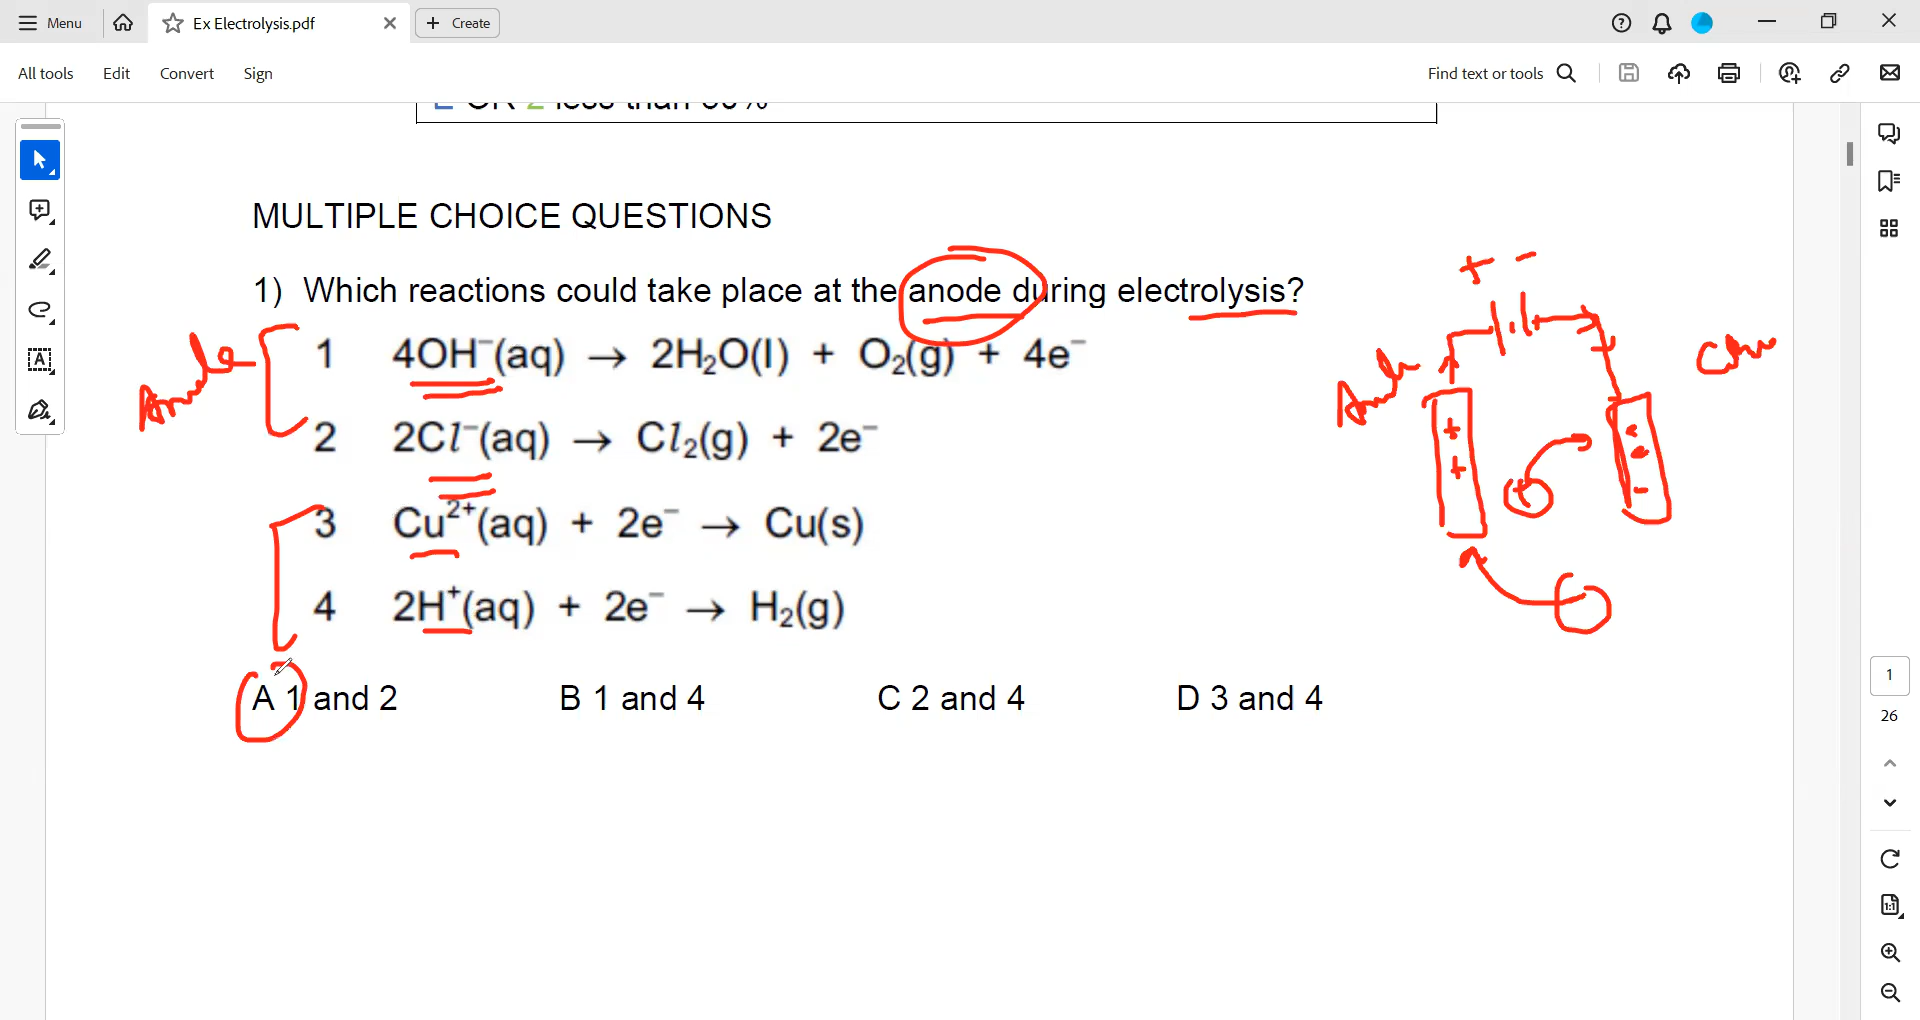 Menu
Ex Electrolysis.pdf
Create
All tools Edit Convert Sign
Find text or tools
MULTIPLE CHOICE QUESTIONS
1) Which reactions could take place at the anode during electrolysis?
1 4OH⁻(aq) → 2H₂O(l) + O₂(g) + 4e⁻
2 2Cl⁻(aq) → Cl₂(g) + 2e⁻
3 Cu²⁺(aq) + 2e⁻ → Cu(s)
4 2H⁺(aq) + 2e⁻ → H₂(g)
A 1 and 2 B 1 and 4 C 2 and 4 D 3 and 4
+ -
+
+
+
-
-
1
26
1:1